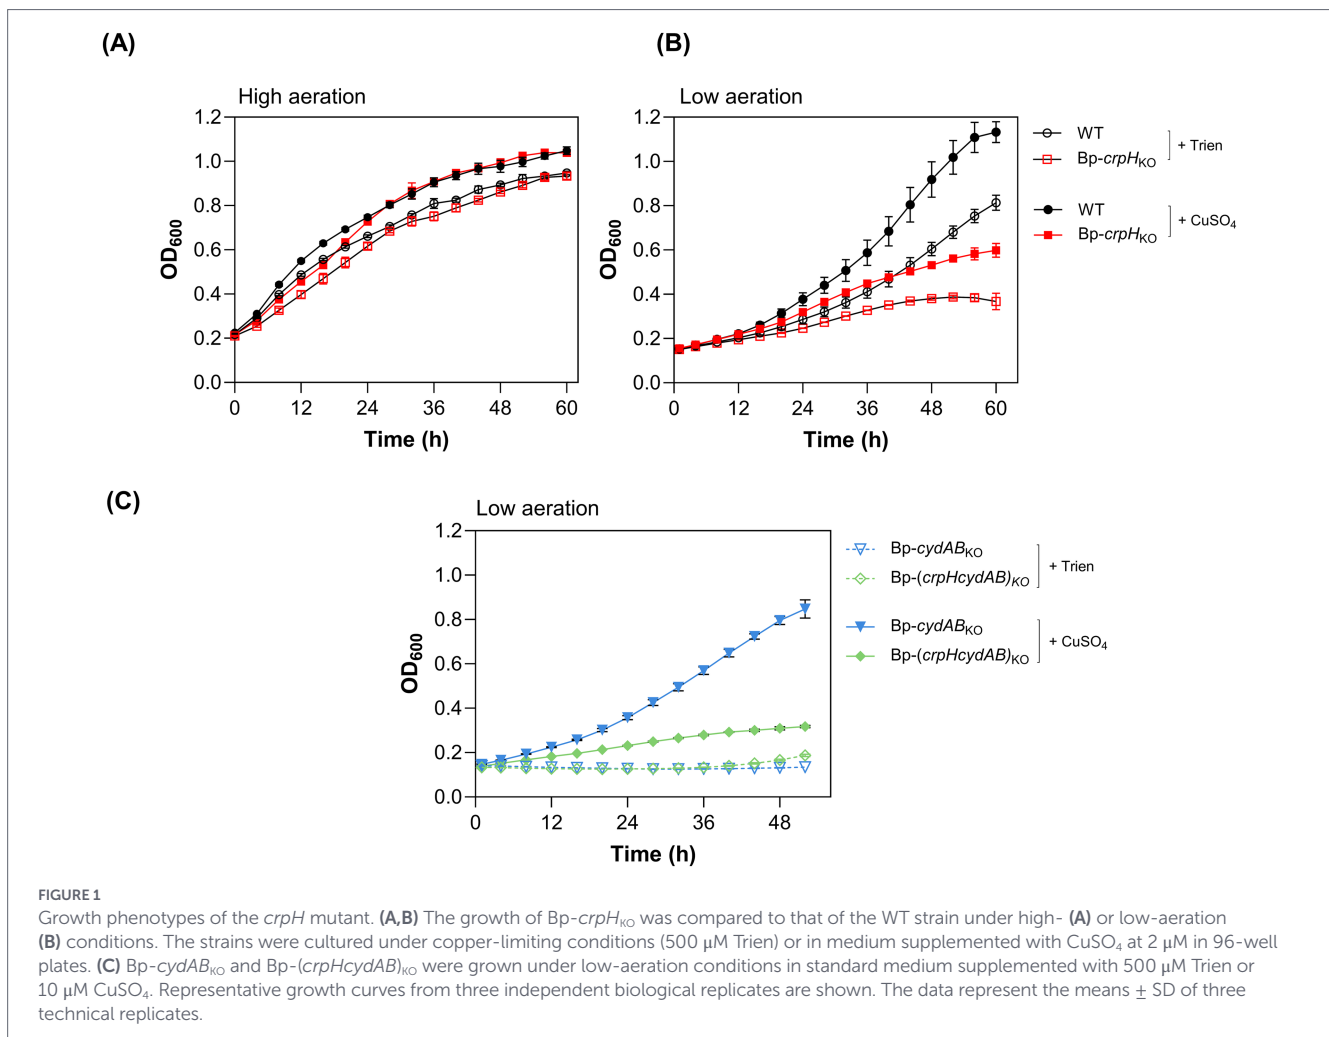 (A)
High aeration
OD600
1.2
1.0
0.8
0.6
0.4
0.2
0.0
0 12 24 36 48 60
Time (h)
(B)
Low aeration
OD600
1.2
1.0
0.8
0.6
0.4
0.2
0.0
0 12 24 36 48 60
Time (h)
WT
Bp-crpHKO
+ Trien
WT
Bp-crpHKO
+ CuSO4
(C)
Low aeration
OD600
1.2
1.0
0.8
0.6
0.4
0.2
0.0
0 12 24 36 48
Time (h)
Bp-cydABKO
Bp-(crpHcydAB)KO
+ Trien
Bp-cydABKO
Bp-(crpHcydAB)KO
+ CuSO4
FIGURE 1
Growth phenotypes of the crpH mutant. (A,B) The growth of Bp-crpHKO was compared to that of the WT strain under high- (A) or low-aeration
(B) conditions. The strains were cultured under copper-limiting conditions (500 μM Trien) or in medium supplemented with CuSO4 at 2 μM in 96-well
plates. (C) Bp-cydABKO and Bp-(crpHcydAB)KO were grown under low-aeration conditions in standard medium supplemented with 500 μM Trien or
10 μM CuSO4. Representative growth curves from three independent biological replicates are shown. The data represent the means ± SD of three
technical replicates.